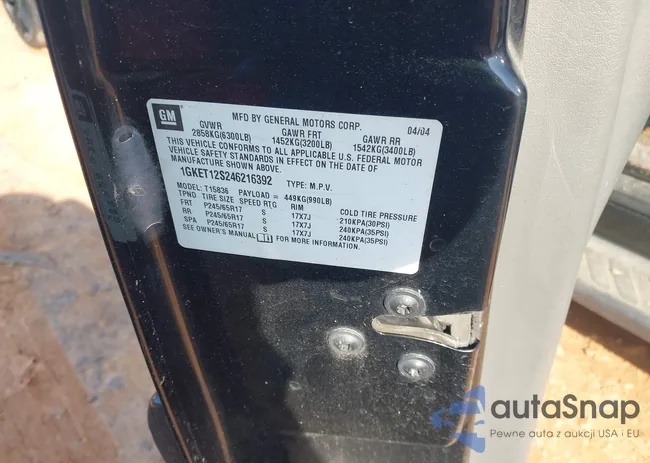 GM
MFD BY GENERAL MOTORS CORP. 04/04
GVWR GAWR FRT GAWR RR
2858KG(6300LB) 1452KG(3200LB) 1542KG(3400LB)
THIS VEHICLE CONFORMS TO ALL APPLICABLE U.S. FEDERAL MOTOR
VEHICLE SAFETY STANDARDS IN EFFECT ON THE DATE OF
MANUFACTURE SHOWN ABOVE.
1GKET12S246216392 TYPE: M.P.V.
MODEL: T15836 PAYLOAD = 449KG(990LB)
TPND TIRE SIZE SPEED RTG RIM COLD TIRE PRESSURE
FRT P245/65R17 S 17X7J 210KPA(30PSI)
RR P245/65R17 S 17X7J 240KPA(35PSI)
SPA P245/65R17 S 17X7J 240KPA(35PSI)
SEE OWNER'S MANUAL FOR MORE INFORMATION.
autaSnap
Pewne auta z aukcji USA i EU